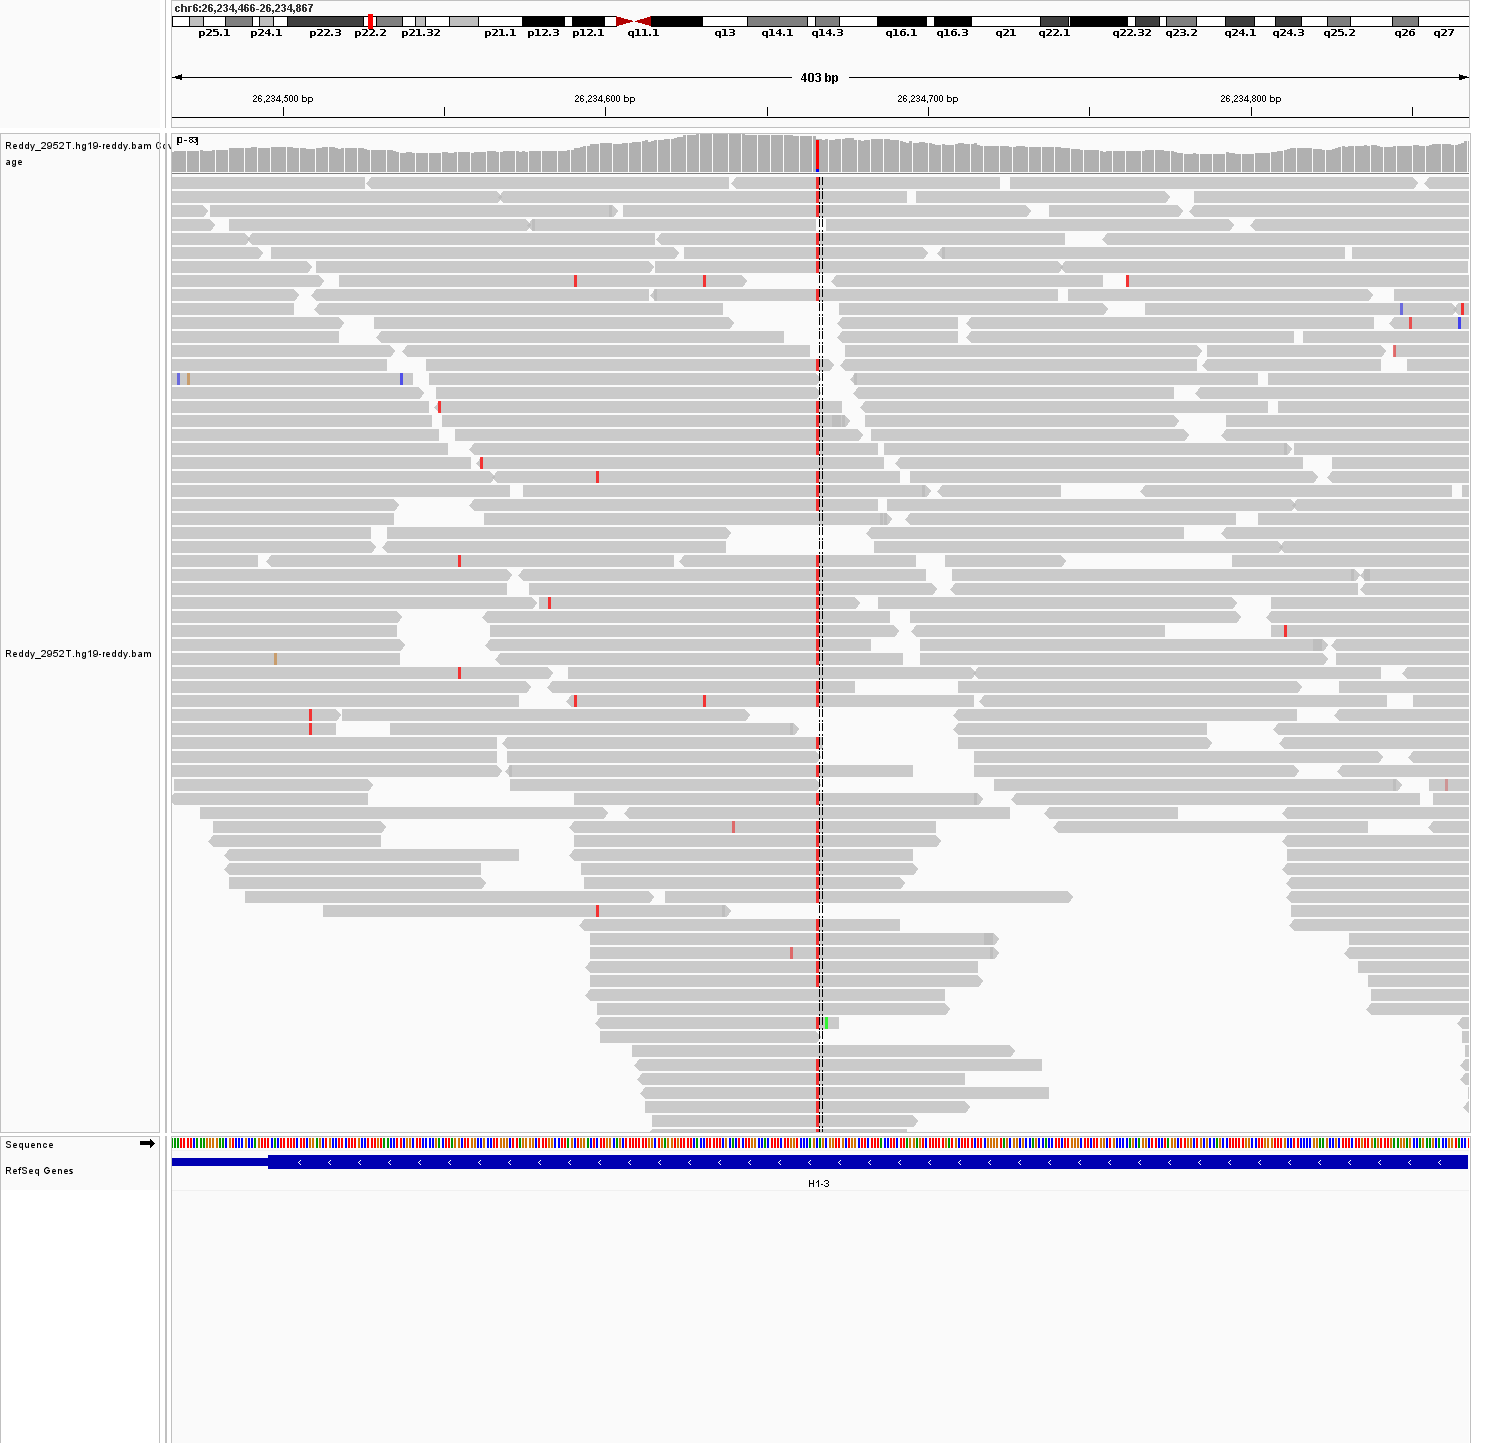 chr6:26,234,466-26,234,867
p25.1 p24.1 p22.3 p22.2 p21.32 p21.1 p12.3 p12.1 q11.1 q13 q14.1 q14.3 q16.1 q16.3 q21 q22.1 q22.32 q23.2 q24.1 q24.3 q25.2 q26 q27
403 bp
26,234,500 bp 26,234,600 bp 26,234,700 bp 26,234,800 bp
[0-83]
Reddy_2952T.hg19-reddy.bam Cov
age
Reddy_2952T.hg19-reddy.bam
Sequence
RefSeq Genes
H1-3